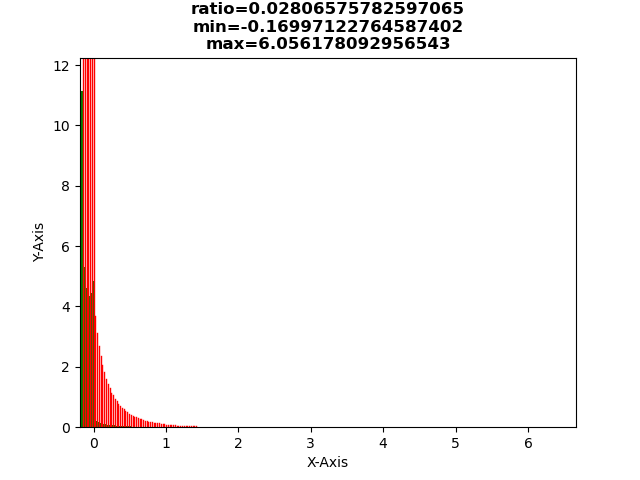 ratio=0.02806575782597065
min=-0.16997122764587402
max=6.056178092956543
12
10
8
6
4
2
0
Y-Axis
0 1 2 3 4 5 6
X-Axis